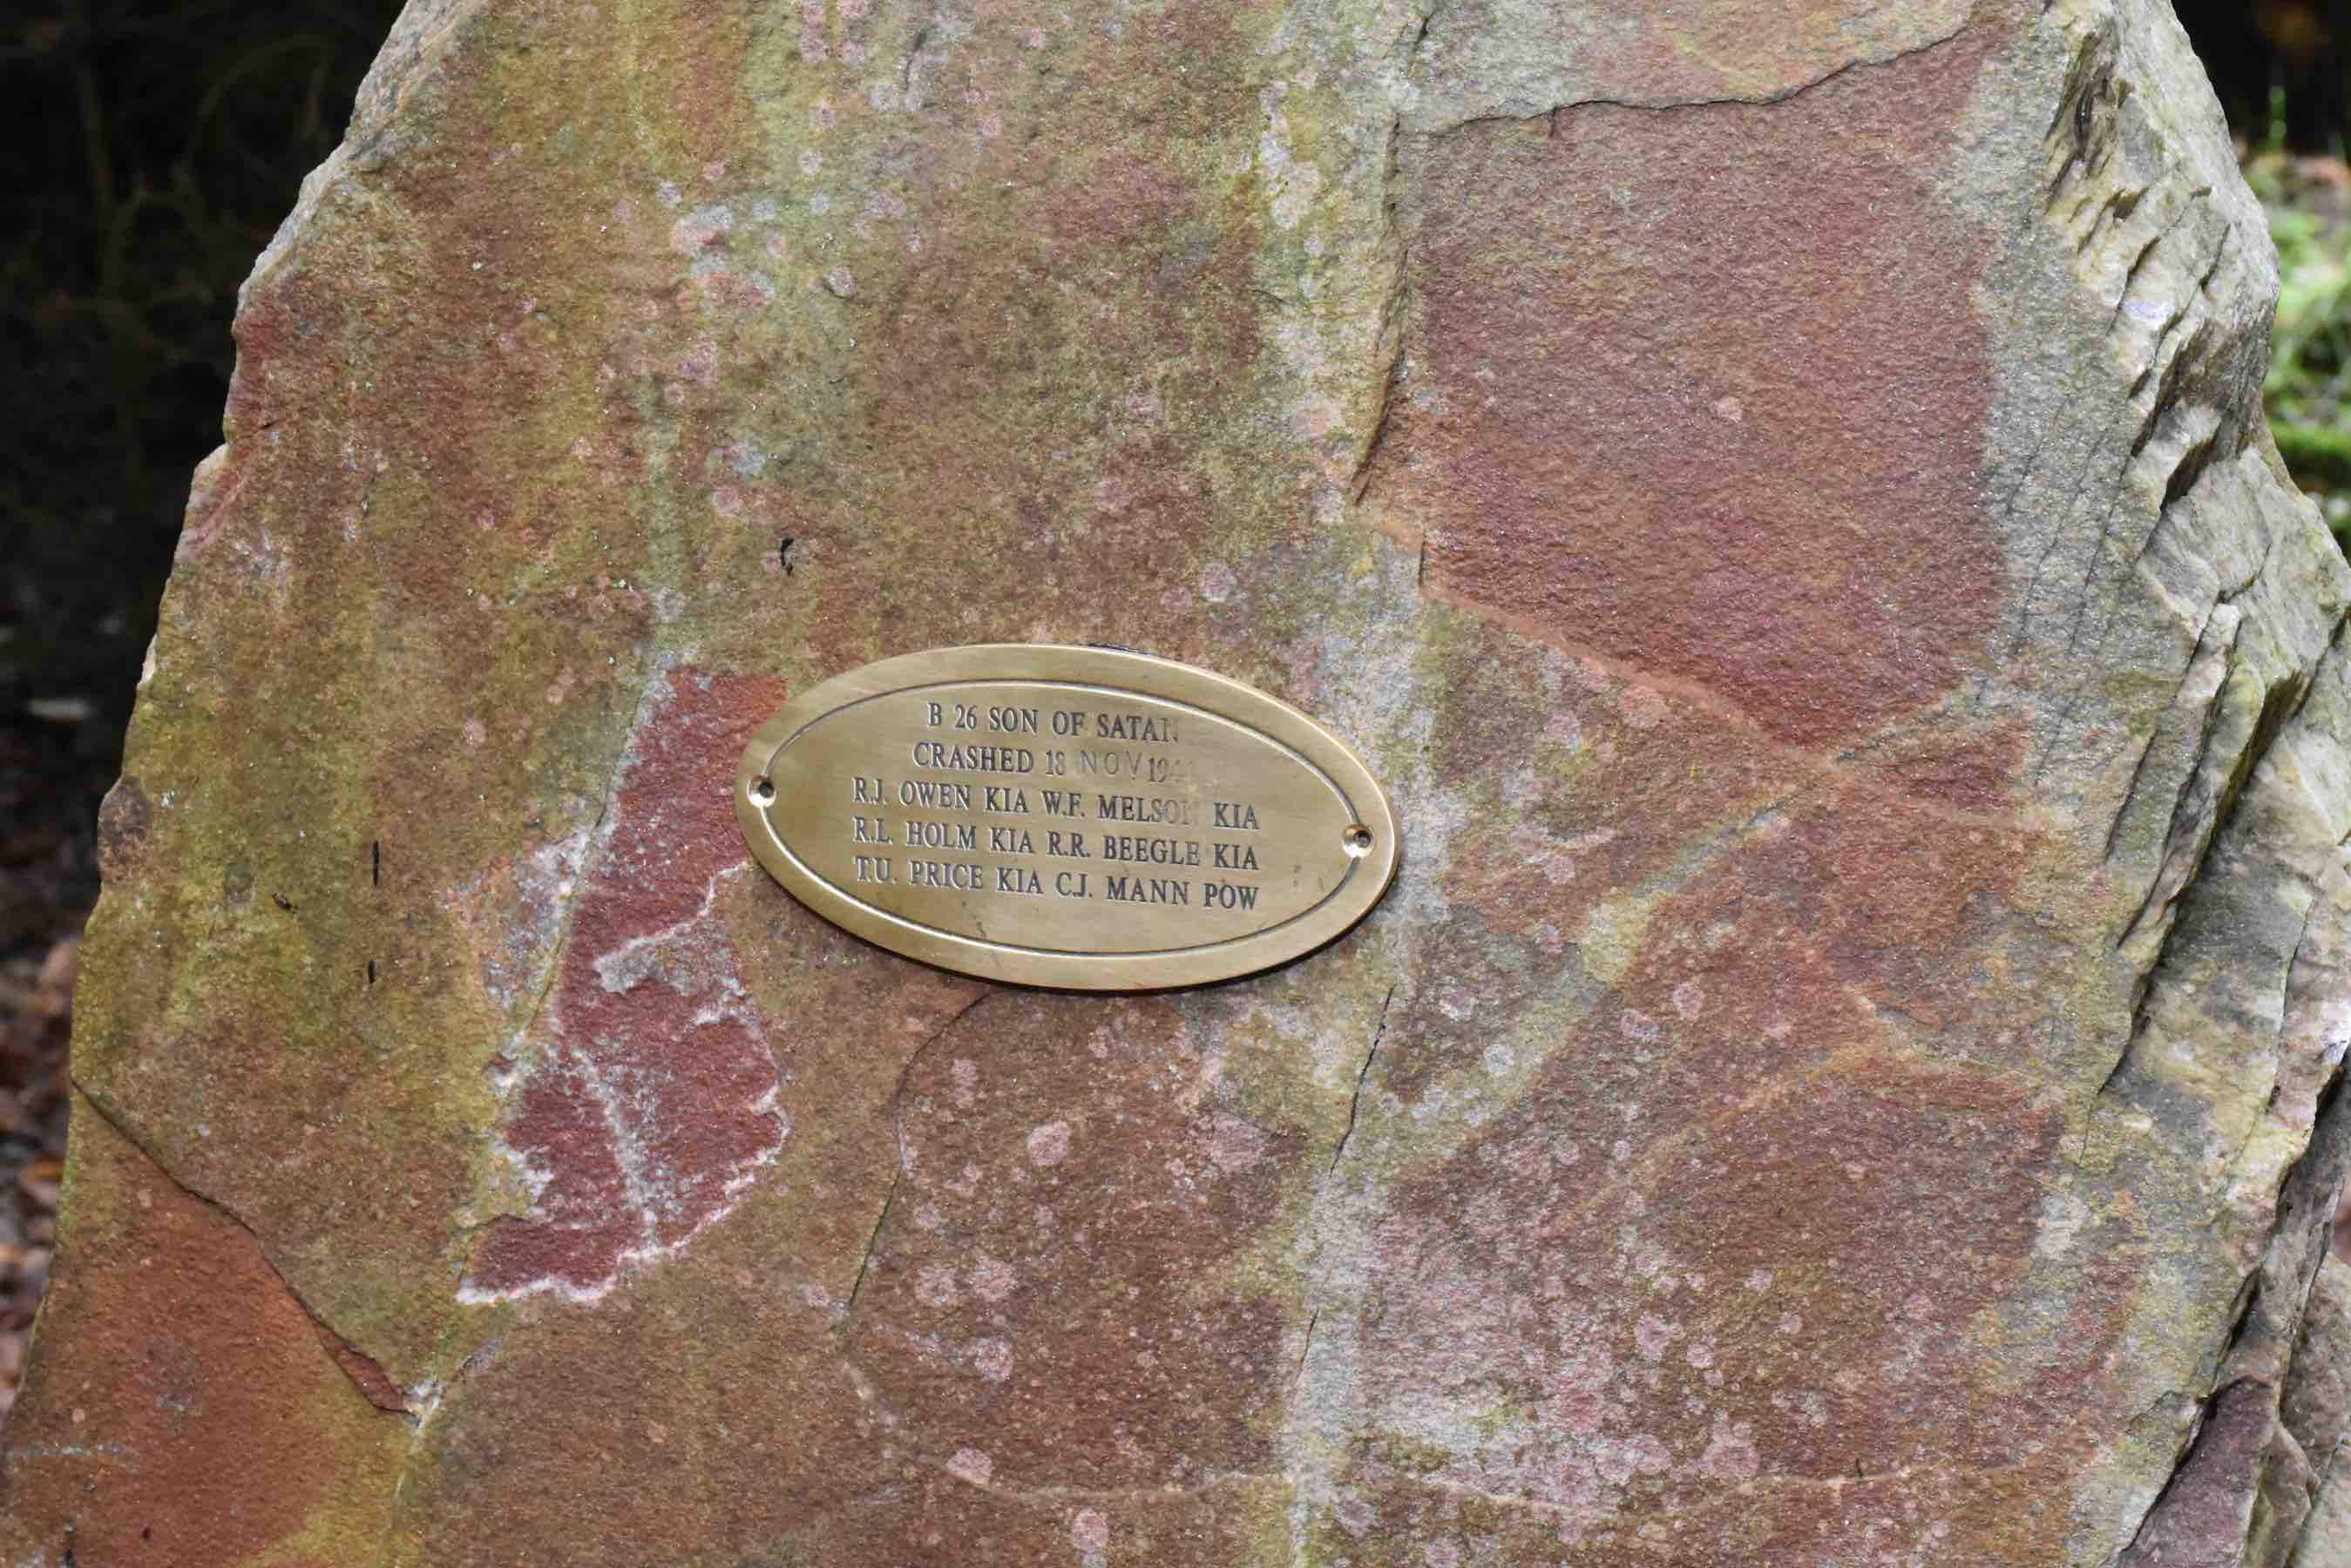 B 26 SON OF SATAN
CRASHED 18 NOV 1944
R.J. OWEN KIA W.F. MELSON KIA
R.L. HOLM KIA R.R. BEEGLE KIA
T.U. PRICE KIA C.J. MANN POW